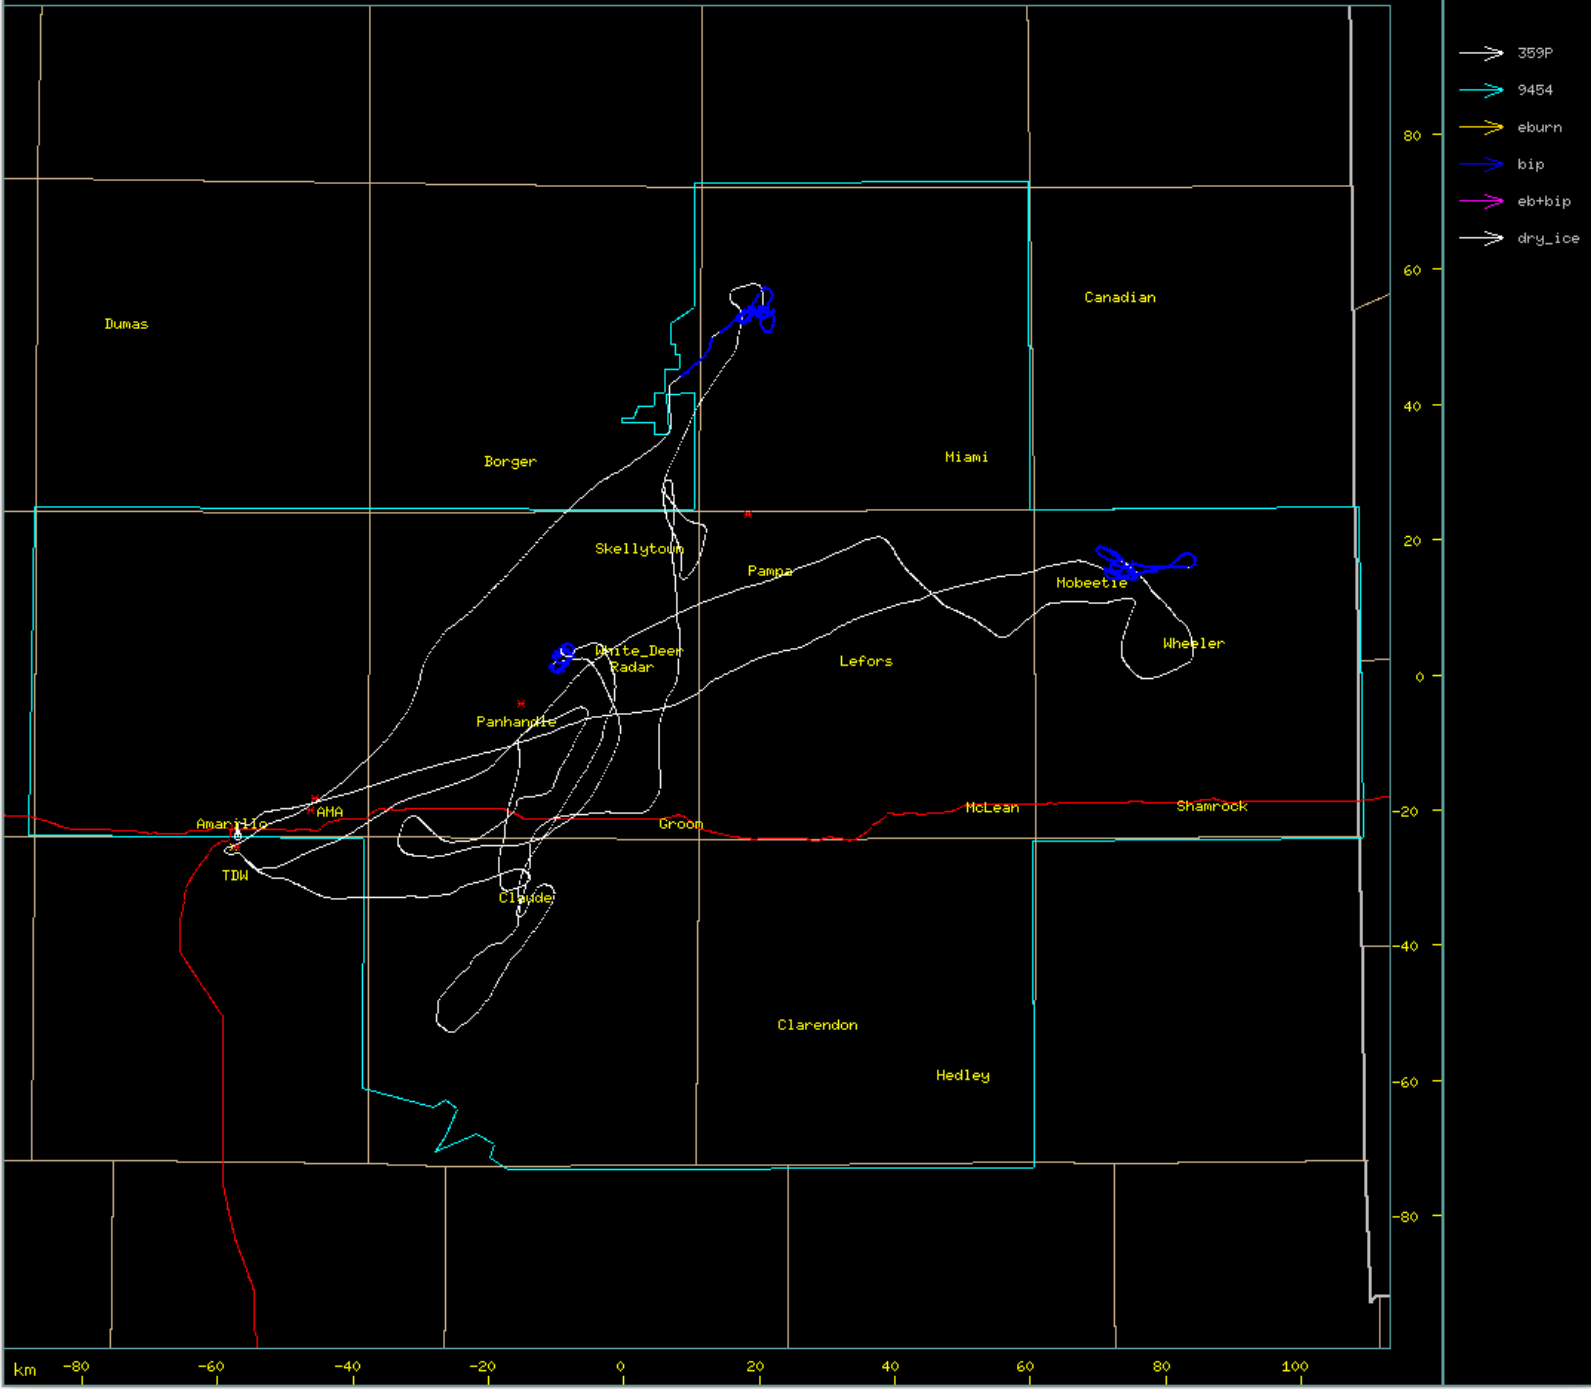 359P
9454
eburn
bip
eb+bip
dry_ice
80
60
40
20
0
-20
-40
-60
-80
Canadian
Dumas
Miami
Borger
Skellytown
Pampa
Mobeetie
Wheeler
White_Deer
Radar
Lefors
Panhandle
McLean
Shamrock
AMA
Amarillo
Groom
TDW
Claude
Clarendon
Hedley
km -80 -60 -40 -20 0 20 40 60 80 100